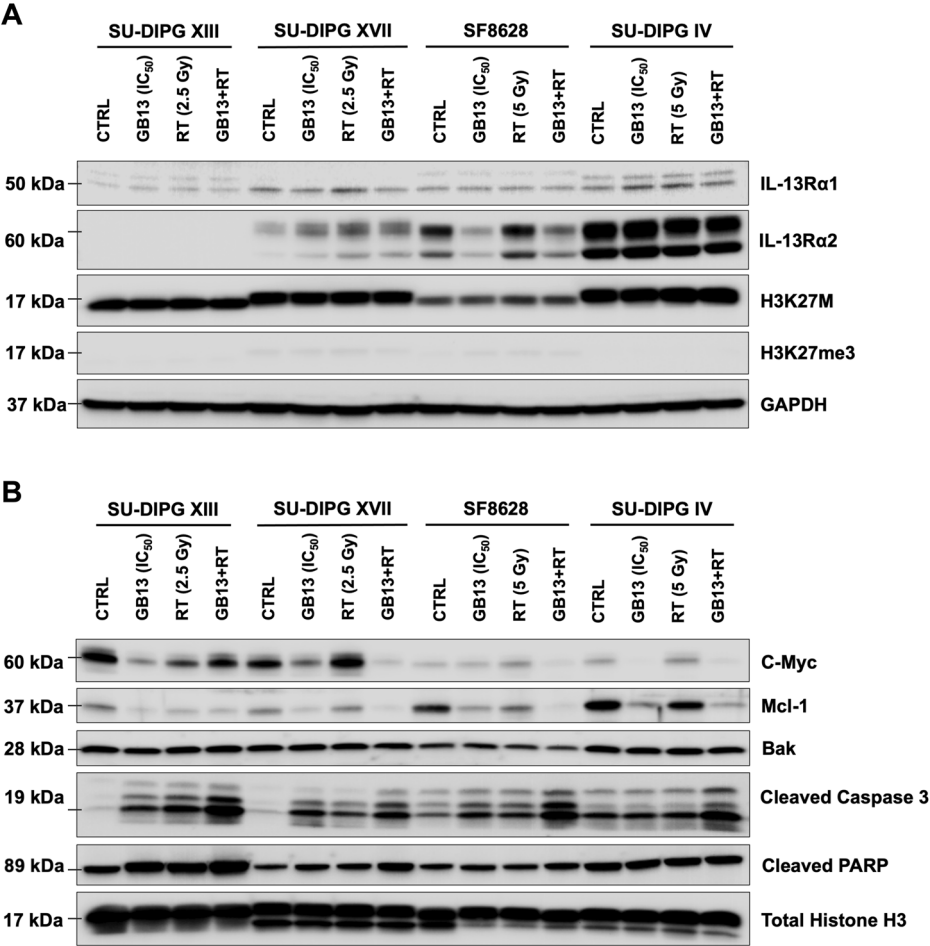 A
SU-DIPG XIII SU-DIPG XVII SF8628 SU-DIPG IV
CTRL GB13 (IC50) RT (2.5 Gy) GB13+RT CTRL GB13 (IC50) RT (2.5 Gy) GB13+RT CTRL GB13 (IC50) RT (5 Gy) GB13+RT CTRL GB13 (IC50) RT (5 Gy) GB13+RT
50 kDa IL-13Rα1
60 kDa IL-13Rα2
17 kDa H3K27M
17 kDa H3K27me3
37 kDa GAPDH
B
SU-DIPG XIII SU-DIPG XVII SF8628 SU-DIPG IV
CTRL GB13 (IC50) RT (2.5 Gy) GB13+RT CTRL GB13 (IC50) RT (2.5 Gy) GB13+RT CTRL GB13 (IC50) RT (5 Gy) GB13+RT CTRL GB13 (IC50) RT (5 Gy) GB13+RT
60 kDa C-Myc
37 kDa Mcl-1
28 kDa Bak
19 kDa Cleaved Caspase 3
89 kDa Cleaved PARP
17 kDa Total Histone H3